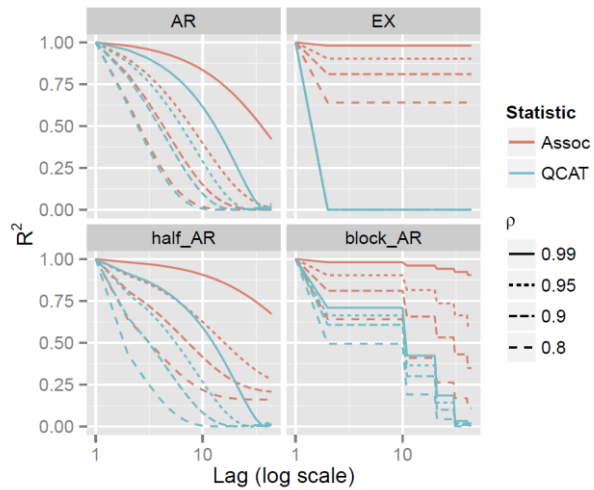 AR
EX
1.00
0.75
0.50
0.25
0.00
half_AR
block_AR
1.00
0.75
0.50
0.25
0.00
R²
1
10
1
10
Lag (log scale)
Statistic
Assoc
QCAT
ρ
0.99
0.95
0.9
0.8